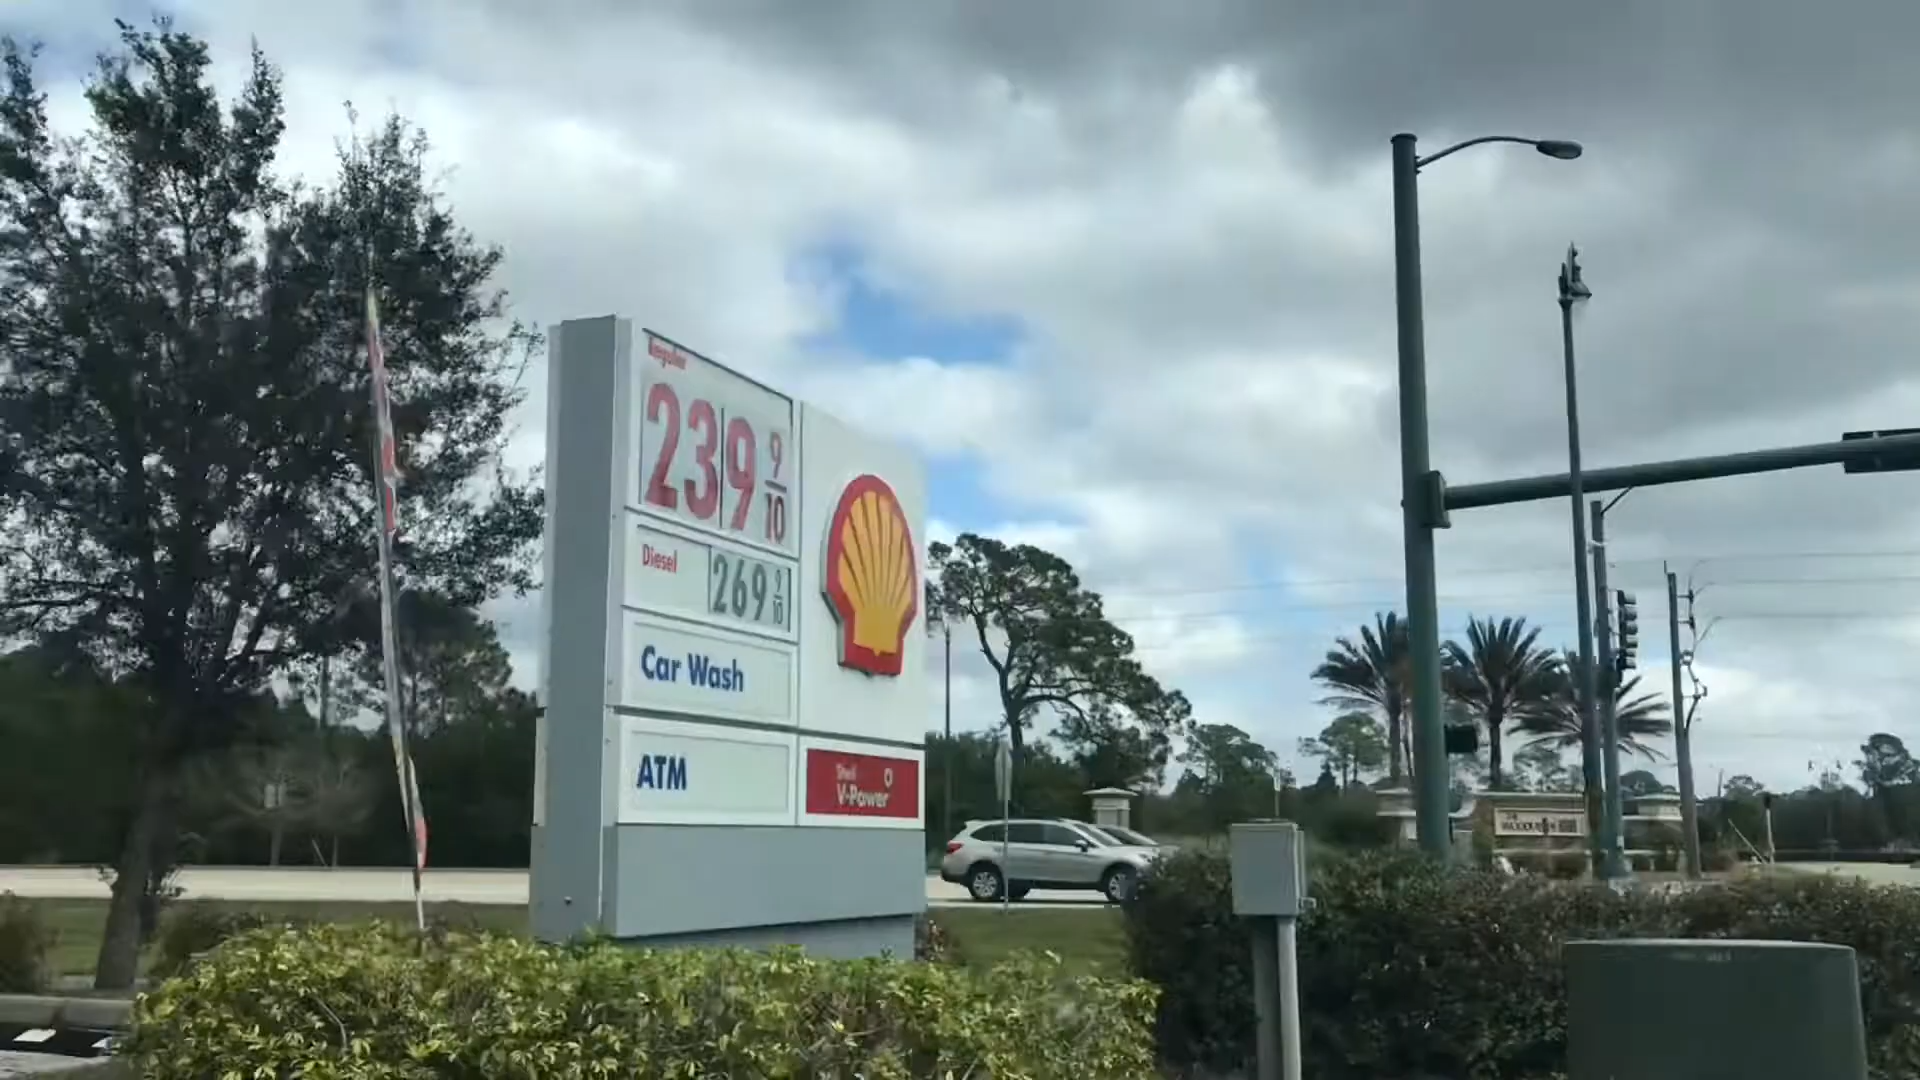 Regular
239 9/10
Diesel 269 9/10
Car Wash
ATM
Shell
V-Power